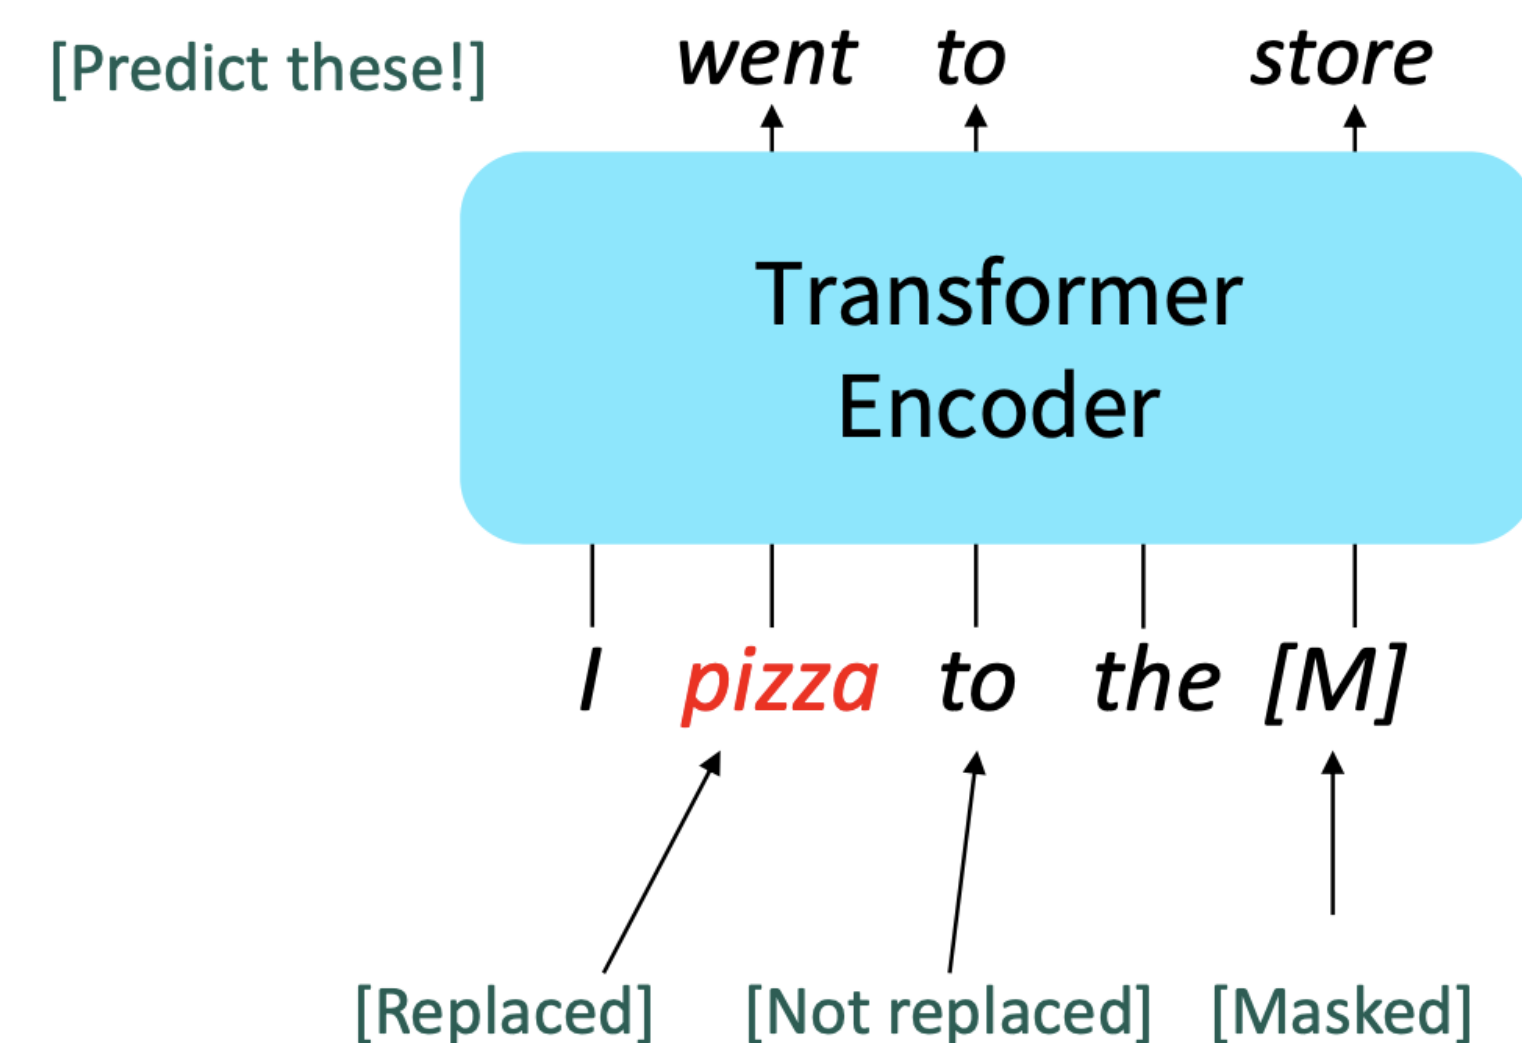 [Predict these!] went to store
Transformer
Encoder
I pizza to the [M]
[Replaced] [Not replaced] [Masked]